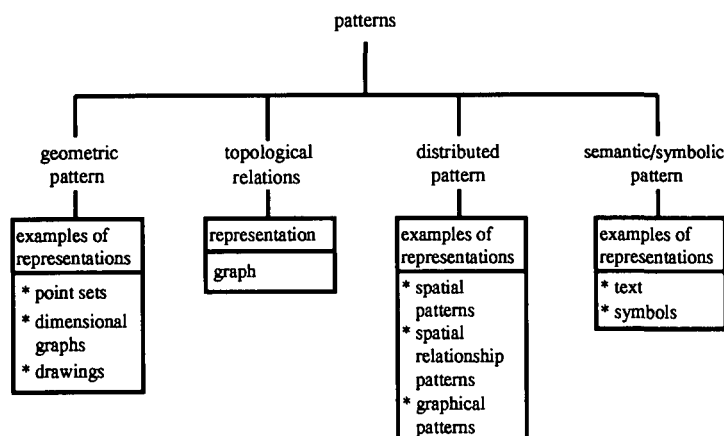 patterns
geometric
pattern
examples of
representations
* point sets
* dimensional
graphs
* drawings
topological
relations
representation
graph
distributed
pattern
examples of
representations
* spatial
patterns
* spatial
relationship
patterns
* graphical
patterns
semantic/symbolic
pattern
examples of
representations
* text
* symbols